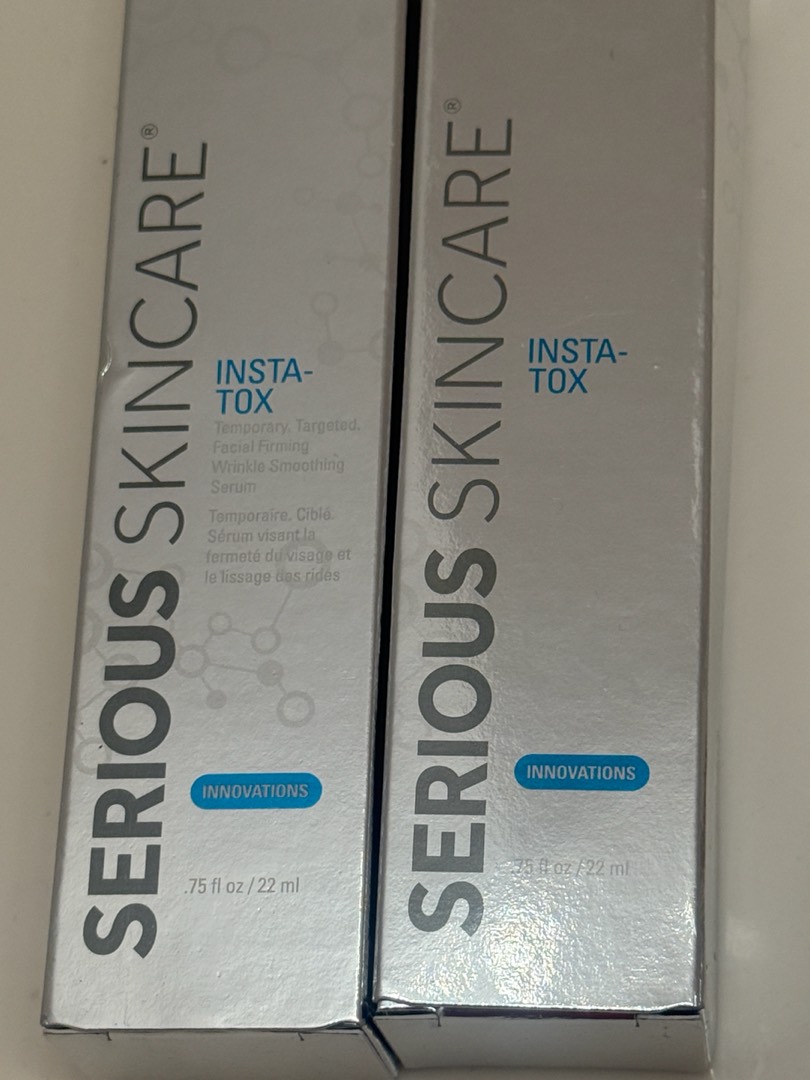 SERIOUS SKINCARE®
INSTA-
TOX
Temporary. Targeted.
Facial Firming
Wrinkle Smoothing
Serum
Temporaire. Ciblé.
Sérum visant la
fermeté du visage et
le lissage des rides
INNOVATIONS
.75 fl oz / 22 ml
SERIOUS SKINCARE®
INSTA-
TOX
INNOVATIONS
.75 fl oz / 22 ml